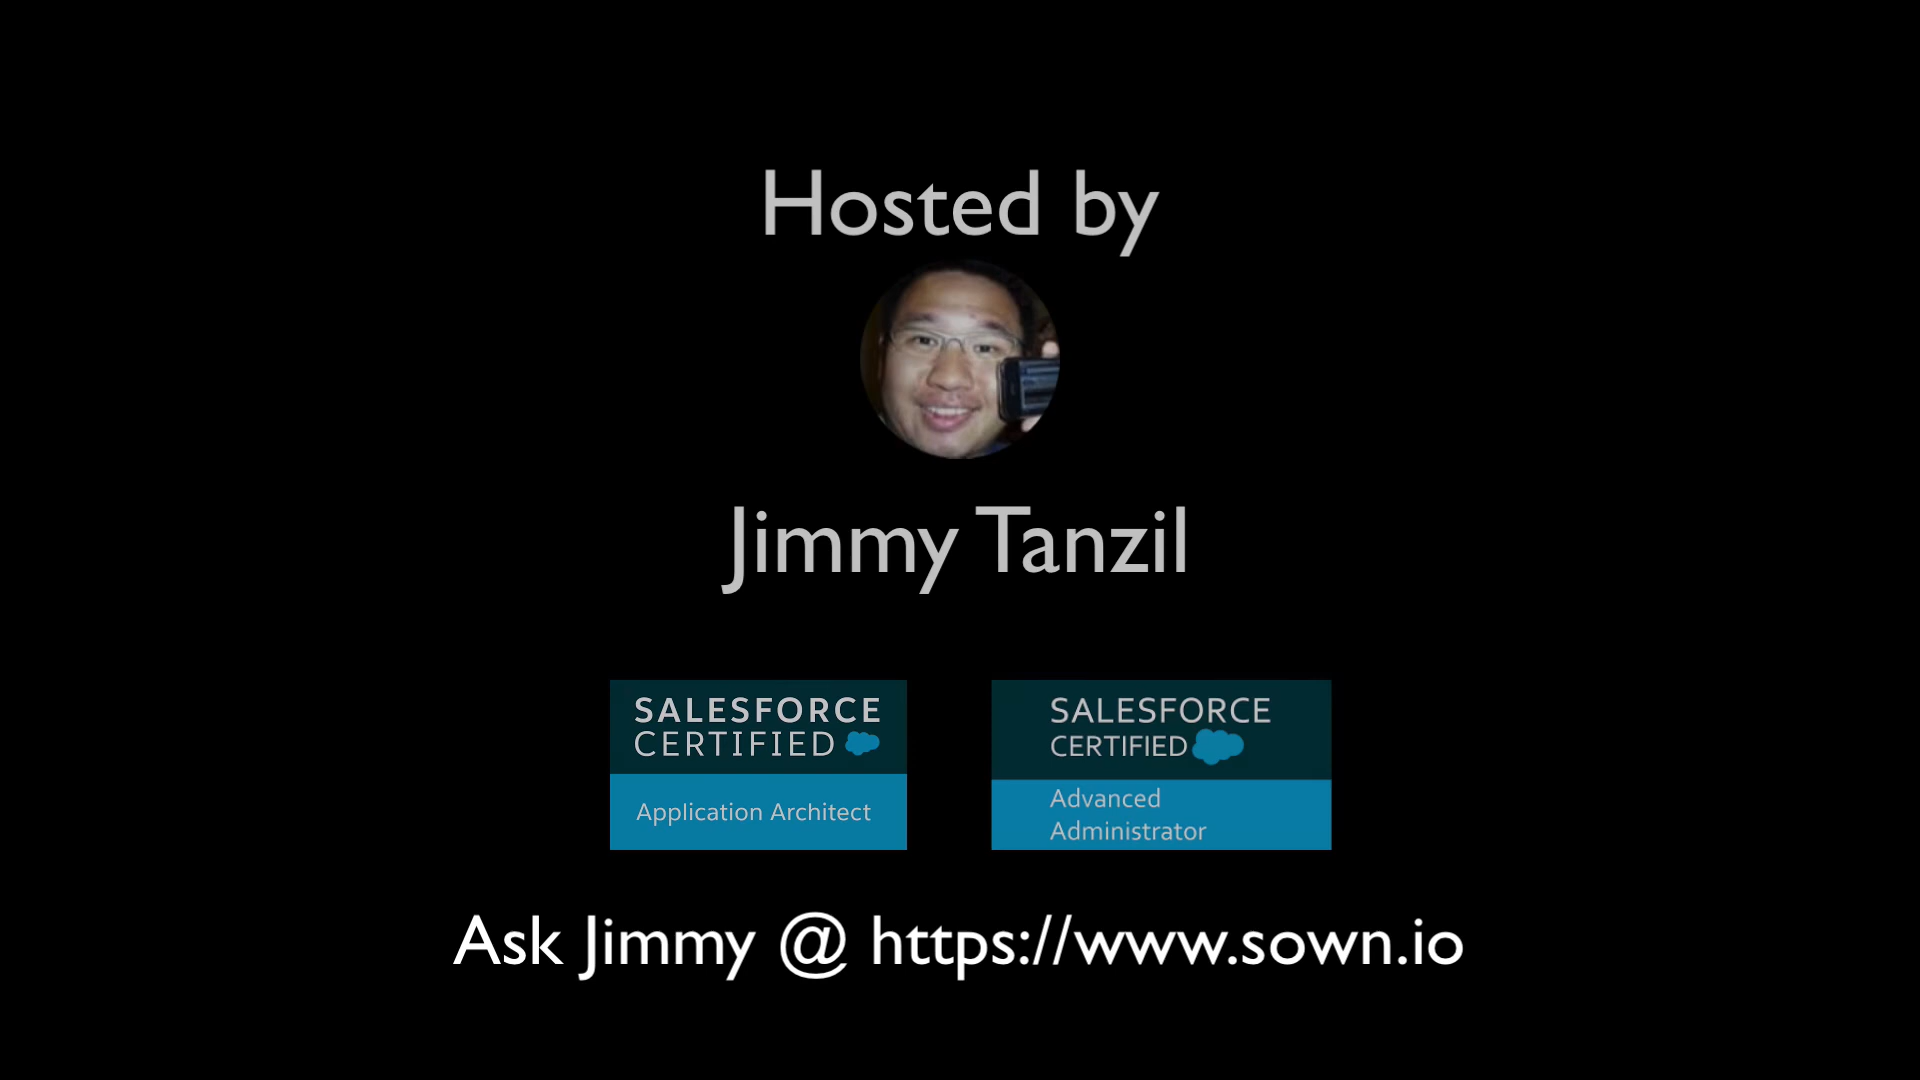 Hosted by
Jimmy Tanzil
SALESFORCE
CERTIFIED
Application Architect
SALESFORCE
CERTIFIED
Advanced
Administrator
Ask Jimmy @ https://www.sown.io